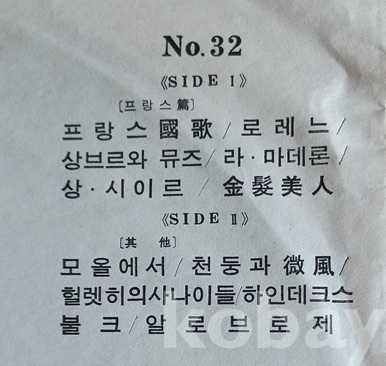 No. 32
《SIDE I》
[프랑스篇]
프랑스國歌/로레느/
상브르와 뮤즈/라·마데론/
상·시이르 / 金髮美人
《SIDE II》
[其 他]
모올에서/천둥과 微風/
헐렛히의사나이들/하인데크스
불크/알로브로제
kobay